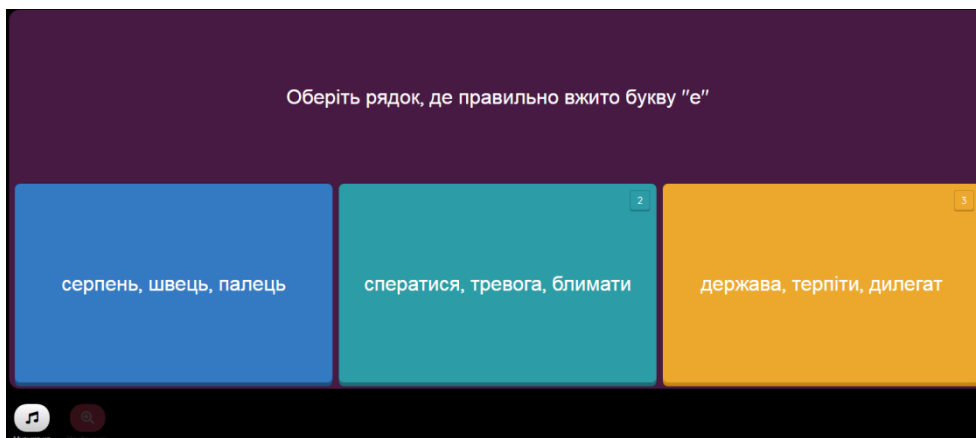 Оберіть рядок, де правильно вжито букву "е"
2
3
серпень, швець, палець
сператися, тревога, блимати
держава, терпіти, дилегат